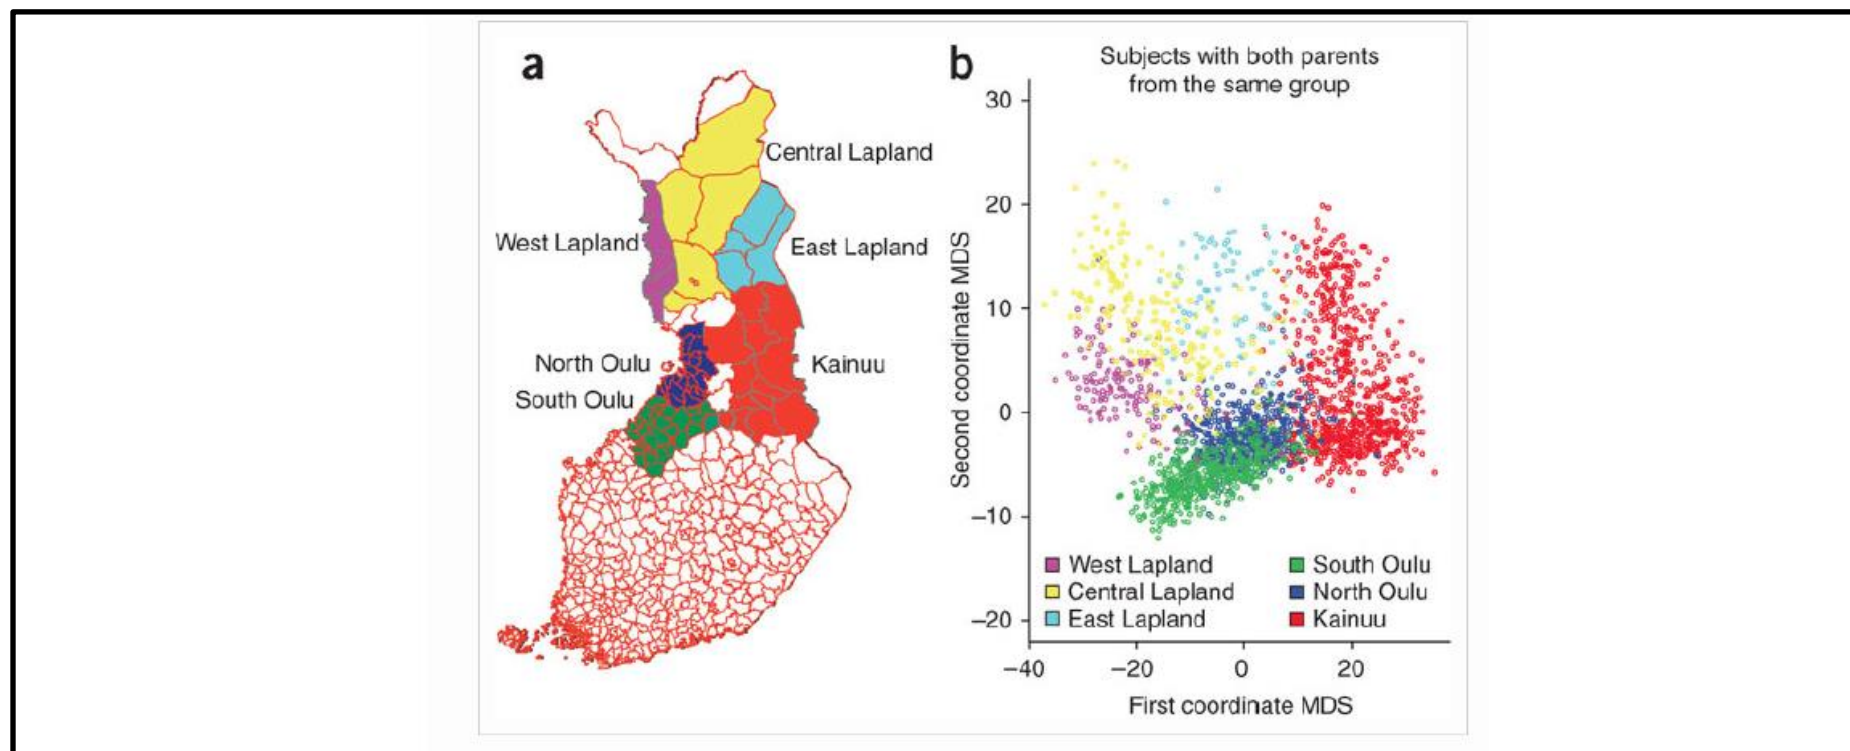 a
Central Lapland
West Lapland
East Lapland
North Oulu
Kainuu
South Oulu
b
Subjects with both parents
from the same group
Second coordinate MDS
30
20
10
0
−10
−20
West Lapland
Central Lapland
East Lapland
South Oulu
North Oulu
Kainuu
−40
−20
0
20
First coordinate MDS